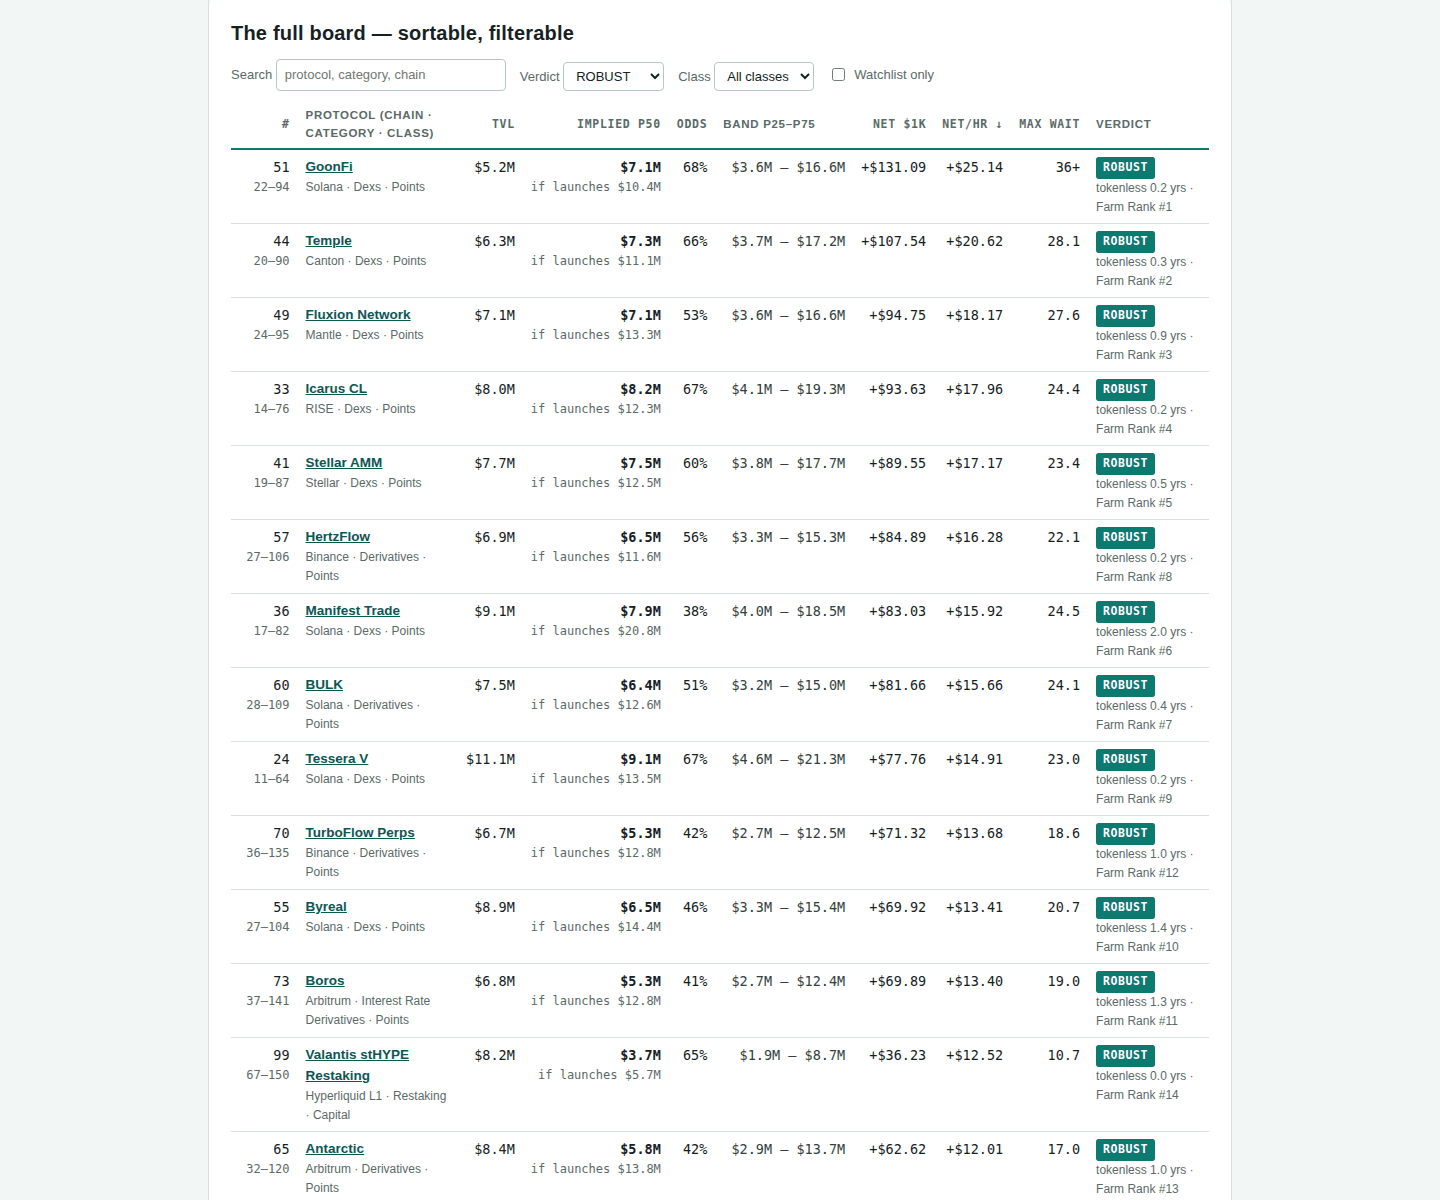 The full board — sortable, filterable
Search protocol, category, chain Verdict ROBUST Class All classes Watchlist only
# PROTOCOL (CHAIN · CATEGORY · CLASS) TVL IMPLIED P50 ODDS BAND P25–P75 NET $1K NET/HR ↓ MAX WAIT VERDICT
51 GoonFi $5.2M $7.1M 68% $3.6M – $16.6M +$131.09 +$25.14 36+ ROBUST
22–94 Solana · Dexs · Points if launches $10.4M tokenless 0.2 yrs ·
Farm Rank #1
44 Temple $6.3M $7.3M 66% $3.7M – $17.2M +$107.54 +$20.62 28.1 ROBUST
20–90 Canton · Dexs · Points if launches $11.1M tokenless 0.3 yrs ·
Farm Rank #2
49 Fluxion Network $7.1M $7.1M 53% $3.6M – $16.6M +$94.75 +$18.17 27.6 ROBUST
24–95 Mantle · Dexs · Points if launches $13.3M tokenless 0.9 yrs ·
Farm Rank #3
33 Icarus CL $8.0M $8.2M 67% $4.1M – $19.3M +$93.63 +$17.96 24.4 ROBUST
14–76 RISE · Dexs · Points if launches $12.3M tokenless 0.2 yrs ·
Farm Rank #4
41 Stellar AMM $7.7M $7.5M 60% $3.8M – $17.7M +$89.55 +$17.17 23.4 ROBUST
19–87 Stellar · Dexs · Points if launches $12.5M tokenless 0.5 yrs ·
Farm Rank #5
57 HertzFlow $6.9M $6.5M 56% $3.3M – $15.3M +$84.89 +$16.28 22.1 ROBUST
27–106 Binance · Derivatives · if launches $11.6M tokenless 0.2 yrs ·
Points Farm Rank #8
36 Manifest Trade $9.1M $7.9M 38% $4.0M – $18.5M +$83.03 +$15.92 24.5 ROBUST
17–82 Solana · Dexs · Points if launches $20.8M tokenless 2.0 yrs ·
Farm Rank #6
60 BULK $7.5M $6.4M 51% $3.2M – $15.0M +$81.66 +$15.66 24.1 ROBUST
28–109 Solana · Derivatives · if launches $12.6M tokenless 0.4 yrs ·
Points Farm Rank #7
24 Tessera V $11.1M $9.1M 67% $4.6M – $21.3M +$77.76 +$14.91 23.0 ROBUST
11–64 Solana · Dexs · Points if launches $13.5M tokenless 0.2 yrs ·
Farm Rank #9
70 TurboFlow Perps $6.7M $5.3M 42% $2.7M – $12.5M +$71.32 +$13.68 18.6 ROBUST
36–135 Binance · Derivatives · if launches $12.8M tokenless 1.0 yrs ·
Points Farm Rank #12
55 Byreal $8.9M $6.5M 46% $3.3M – $15.4M +$69.92 +$13.41 20.7 ROBUST
27–104 Solana · Dexs · Points if launches $14.4M tokenless 1.4 yrs ·
Farm Rank #10
73 Boros $6.8M $5.3M 41% $2.7M – $12.4M +$69.89 +$13.40 19.0 ROBUST
37–141 Arbitrum · Interest Rate if launches $12.8M tokenless 1.3 yrs ·
Derivatives · Points Farm Rank #11
99 Valantis stHYPE $8.2M $3.7M 65% $1.9M – $8.7M +$36.23 +$12.52 10.7 ROBUST
67–150 Restaking if launches $5.7M tokenless 0.0 yrs ·
Hyperliquid L1 · Restaking Farm Rank #14
· Capital
65 Antarctic $8.4M $5.8M 42% $2.9M – $13.7M +$62.62 +$12.01 17.0 ROBUST
32–120 Arbitrum · Derivatives · if launches $13.8M tokenless 1.0 yrs ·
Points Farm Rank #13